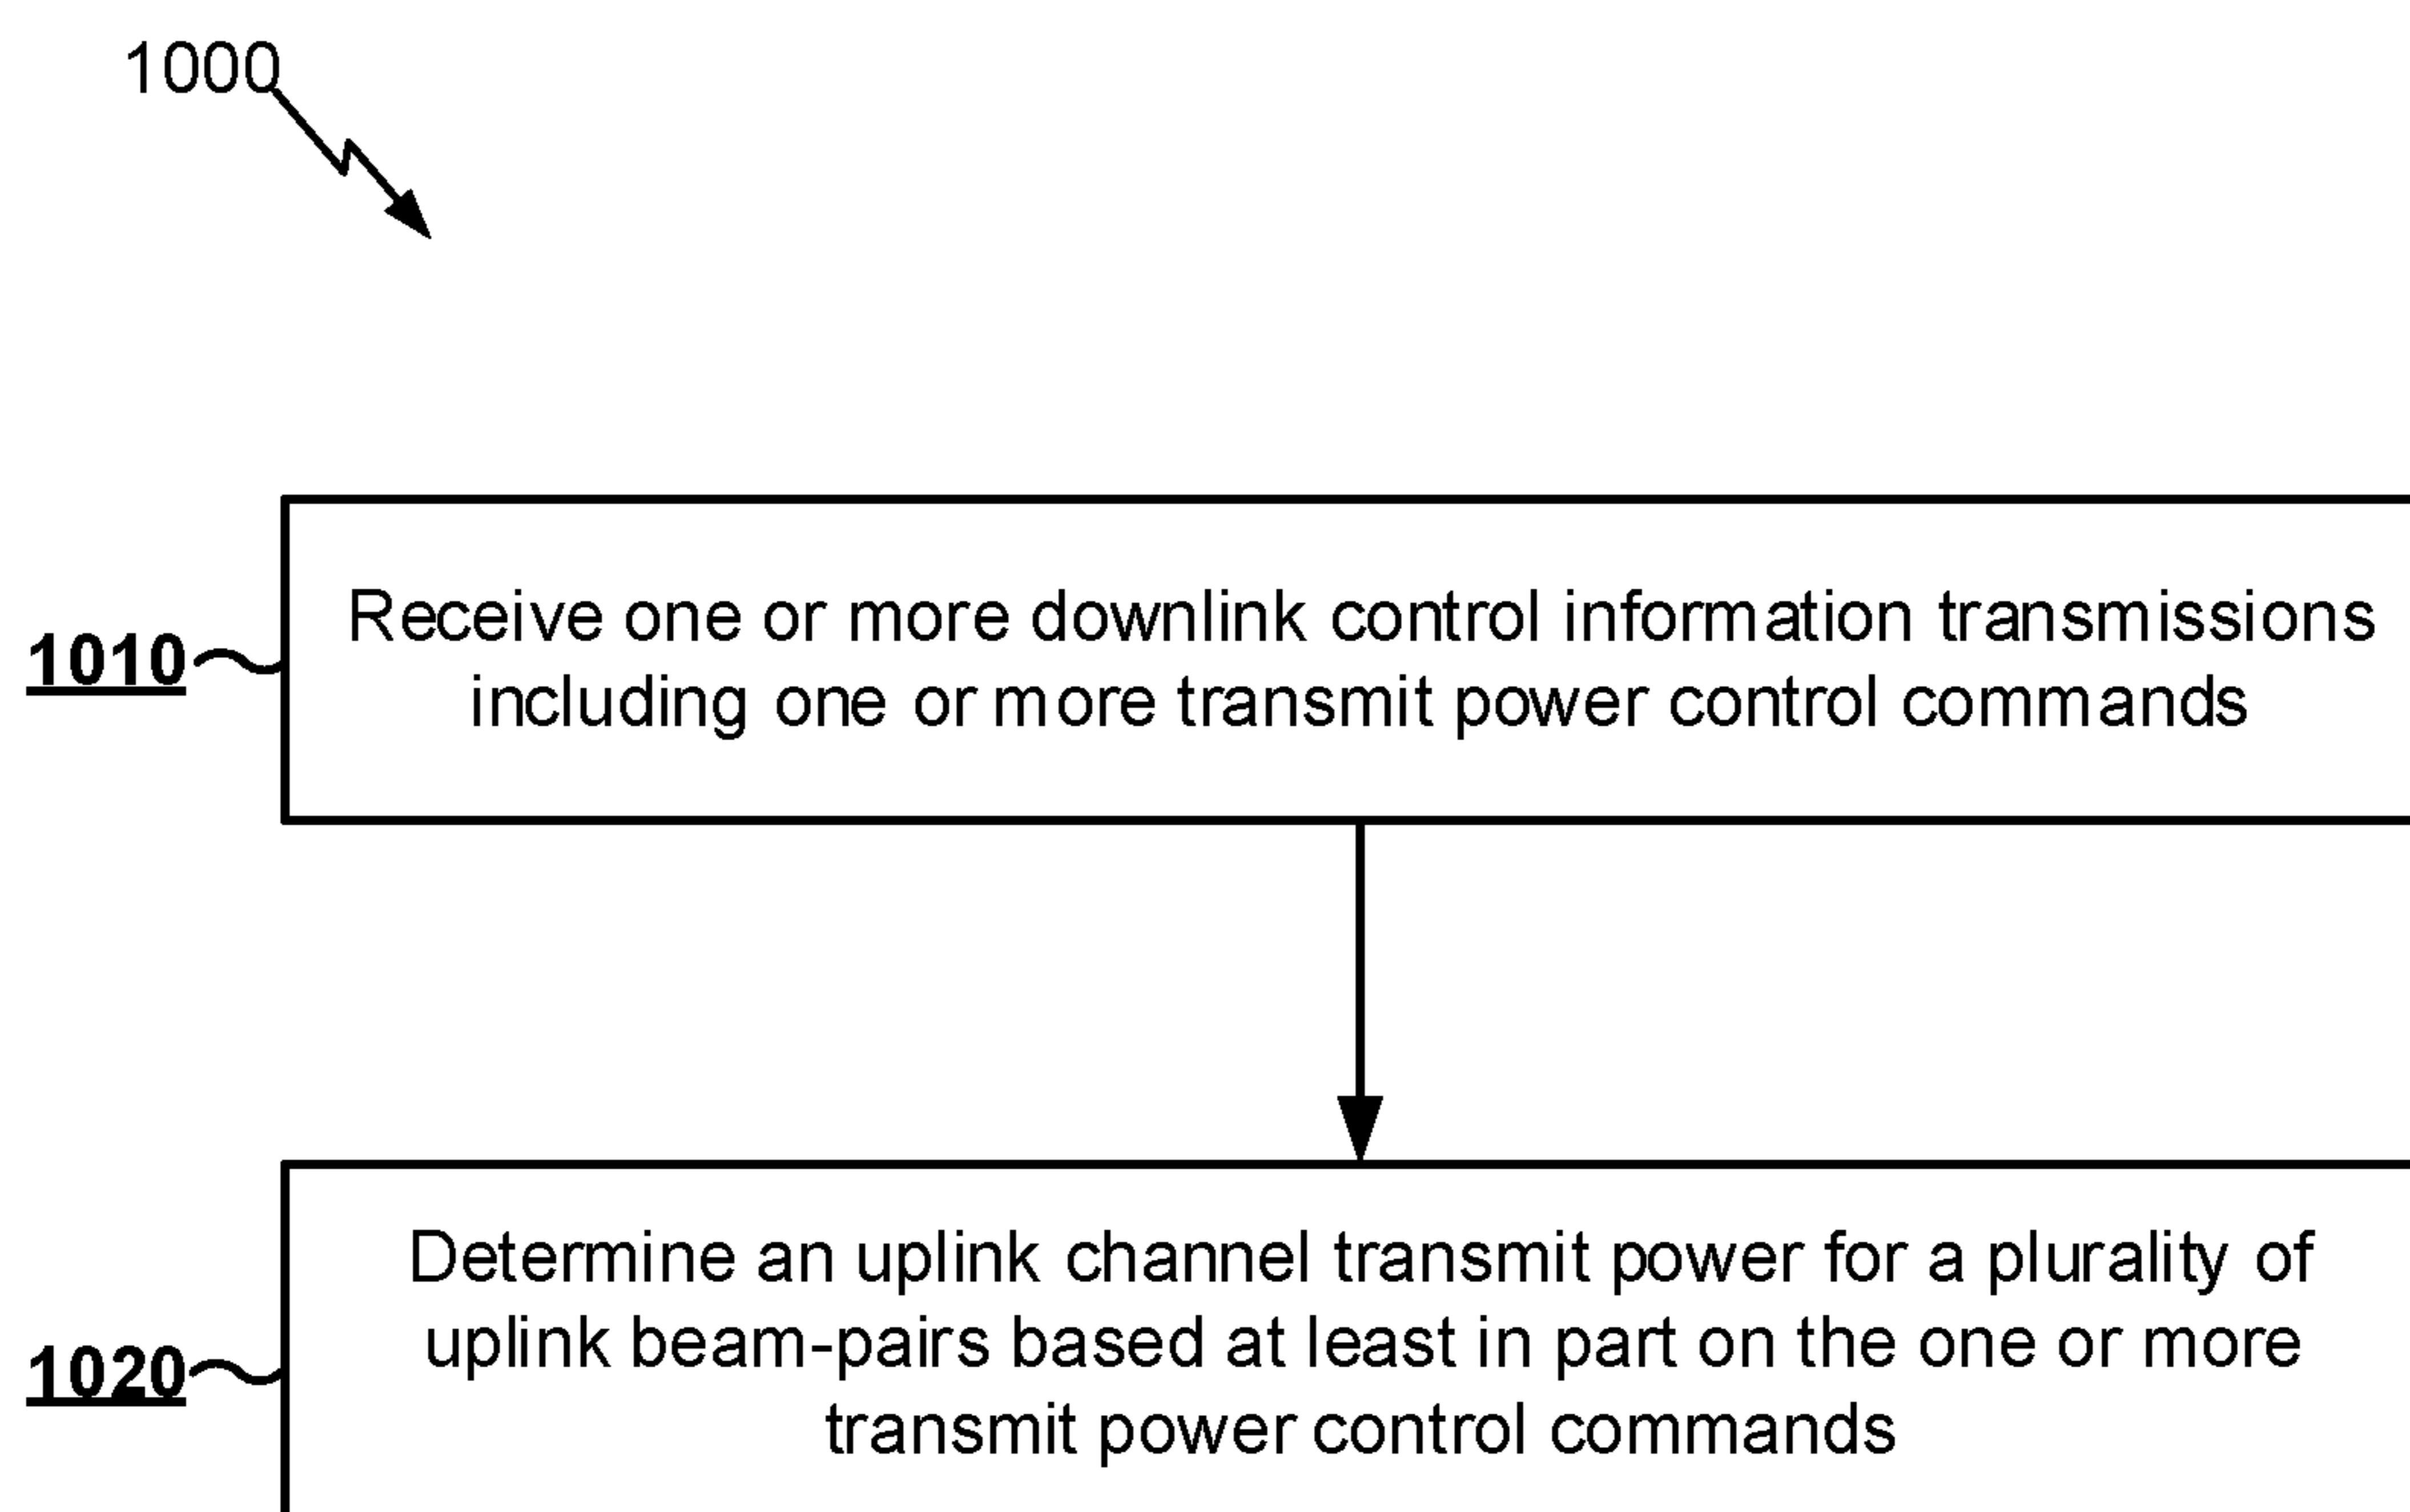 1000
1010
Receive one or more downlink control information transmissions
including one or more transmit power control commands
1020
Determine an uplink channel transmit power for a plurality of
uplink beam-pairs based at least in part on the one or more
transmit power control commands